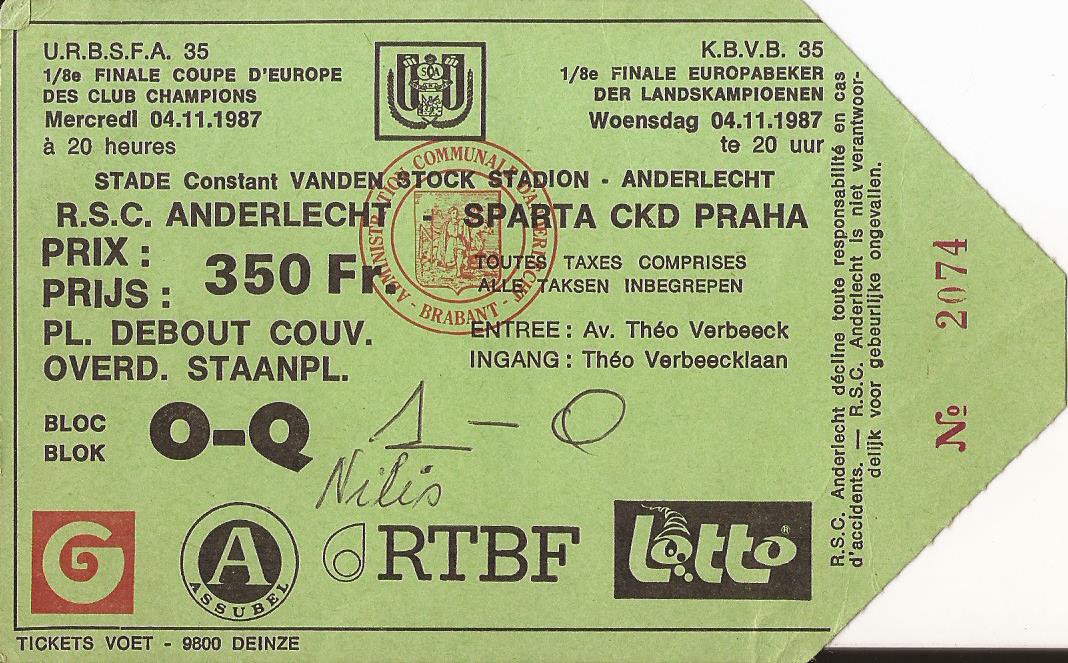 U.R.B.S.F.A. 35
1/8e FINALE COUPE D'EUROPE
DES CLUB CHAMPIONS
Mercredi 04.11.1987
à 20 heures
K.B.V.B. 35
1/8e FINALE EUROPABEKER
DER LANDSKAMPIOENEN
Woensdag 04.11.1987
te 20 uur
STADE Constant VANDEN STOCK STADION - ANDERLECHT
R.S.C. ANDERLECHT - SPARTA CKD PRAHA
PRIX :
PRIJS :
350 Fr.
TOUTES TAXES COMPRISES
ALLE TAKSEN INBEGREPEN
ADMINISTRATION COMMUNALE D'ANDERLECHT - BRABANT -
PL. DEBOUT COUV.
OVERD. STAANPL.
ENTREE : Av. Théo Verbeeck
INGANG : Théo Verbeecklaan
BLOC
BLOK
O-Q
1 - 0
Nilis
G
A
ASSUBEL
RTBF
lotto®
TICKETS VOET - 9800 DEINZE
R.S.C. Anderlecht décline toute responsabilité en cas
d'accidents. — R.S.C. Anderlecht is niet verantwoor-
delijk voor gebeurlijke ongevallen.
№ 2074